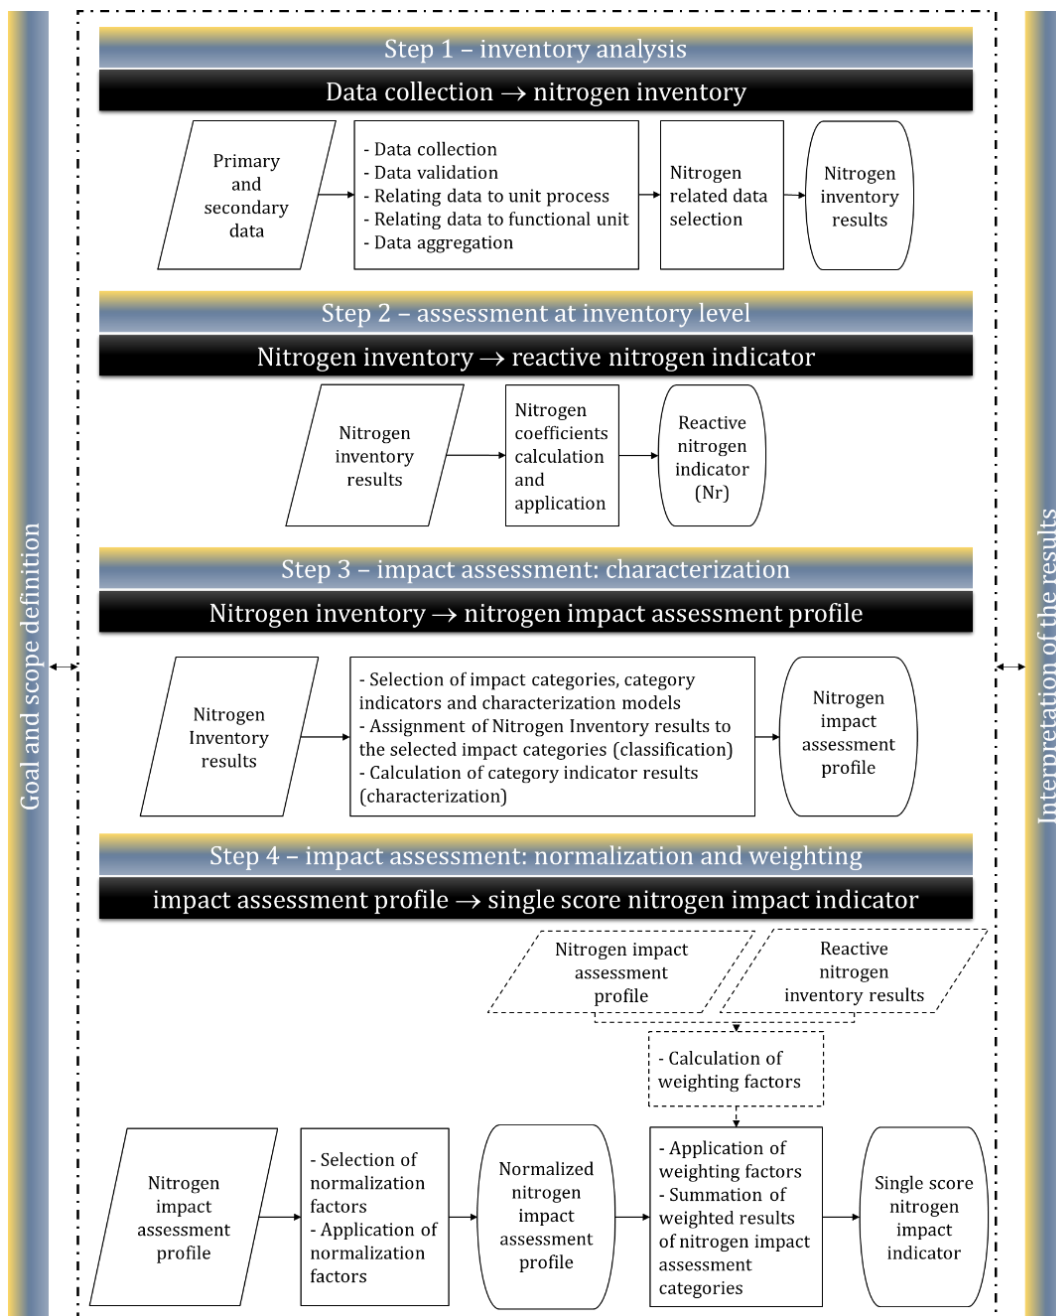 Goal and scope definition
Step 1 – inventory analysis
Data collection → nitrogen inventory
Primary
and
secondary
data
- Data collection
- Data validation
- Relating data to unit process
- Relating data to functional unit
- Data aggregation
Nitrogen
related data
selection
Nitrogen
inventory
results
Step 2 – assessment at inventory level
Nitrogen inventory → reactive nitrogen indicator
Nitrogen
inventory
results
Nitrogen
coefficients
calculation
and
application
Reactive
nitrogen
indicator
(Nr)
Step 3 – impact assessment: characterization
Nitrogen inventory → nitrogen impact assessment profile
Nitrogen
Inventory
results
- Selection of impact categories, category
indicators and characterization models
- Assignment of Nitrogen Inventory results to
the selected impact categories (classification)
- Calculation of category indicator results
(characterization)
Nitrogen
impact
assessment
profile
Step 4 – impact assessment: normalization and weighting
impact assessment profile → single score nitrogen impact indicator
Nitrogen impact
assessment
profile
Reactive
nitrogen
inventory results
- Calculation of
weighting factors
Nitrogen
impact
assessment
profile
- Selection of
normalization
factors
- Application of
normalization
factors
Normalized
nitrogen
impact
assessment
profile
- Application of
weighting factors
- Summation of
weighted results
of nitrogen impact
assessment
categories
Single score
nitrogen
impact
indicator
Interpretation of the results